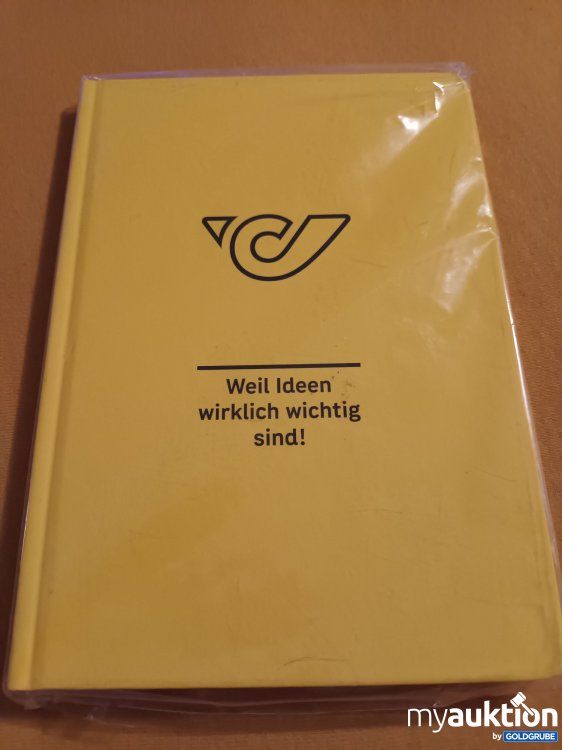 Weil Ideen
wirklich wichtig
sind!
myauktion
by GOLDGRUBE